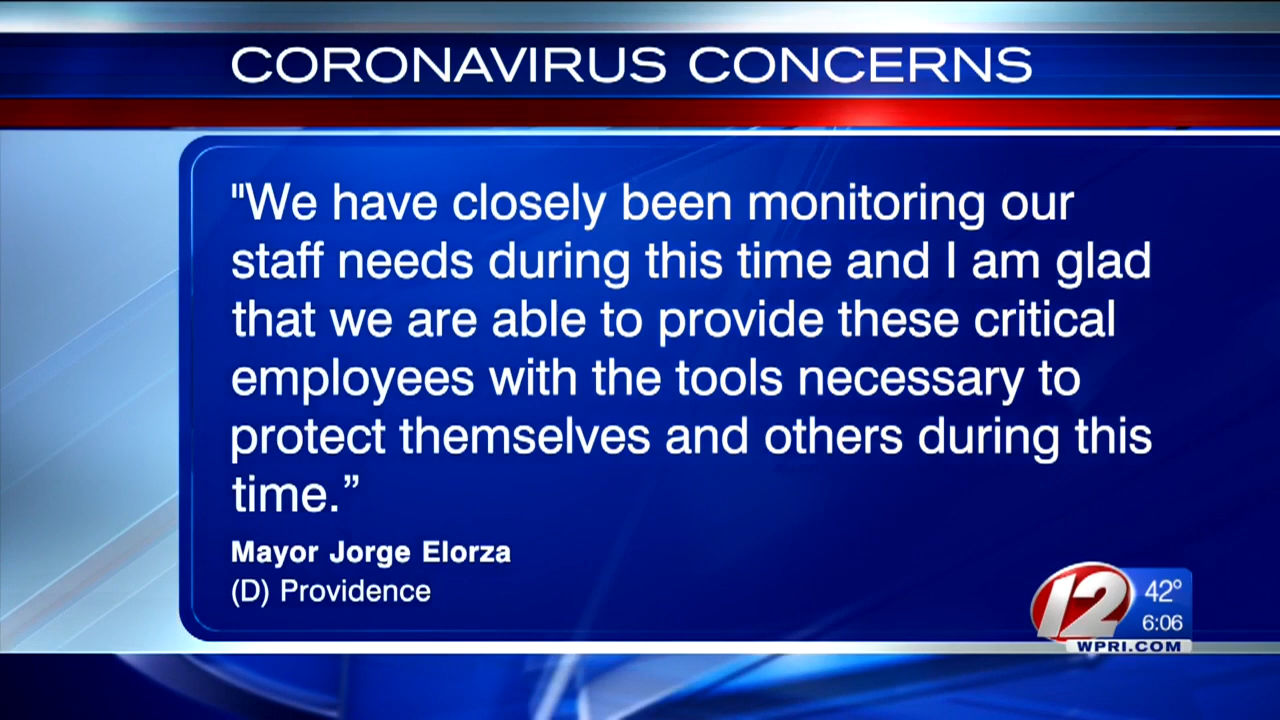 CORONAVIRUS CONCERNS
"We have closely been monitoring our
staff needs during this time and I am glad
that we are able to provide these critical
employees with the tools necessary to
protect themselves and others during this
time.”
Mayor Jorge Elorza
(D) Providence
12
42°
6:06
WPRI.COM